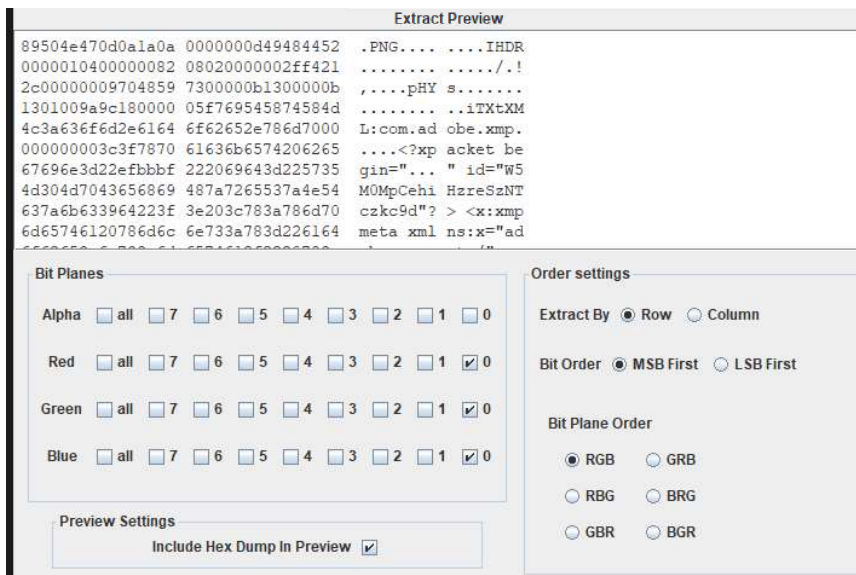 Extract Preview
89504e470d0a1a0a 0000000d49484452 .PNG.... ....IHDR
0000010400000082 08020000002ff421 ........ ...../.!
2c00000009704859 7300000b1300000b ,....pHY s.......
1301009a9c180000 05f769545874584d ........ ..iTXtXM
4c3a636f6d2e6164 6f62652e786d7000 L:com.ad obe.xmp.
000000003c3f7870 61636b6574206265 ....<?xp acket be
67696e3d22efbbbf 222069643d225735 gin="... " id="W5
4d304d7043656869 487a7265537a4e54 M0MpCehi HzreSzNT
637a6b633964223f 3e203c783a786d70 czkc9d"? > <x:xmp
6d65746120786d6c 6e733a783d226164 meta xml ns:x="ad
Bit Planes
Alpha all 7 6 5 4 3 2 1 0
Red all 7 6 5 4 3 2 1 0
Green all 7 6 5 4 3 2 1 0
Blue all 7 6 5 4 3 2 1 0
Preview Settings
Include Hex Dump In Preview
Order settings
Extract By Row Column
Bit Order MSB First LSB First
Bit Plane Order
RGB GRB
RBG BRG
GBR BGR